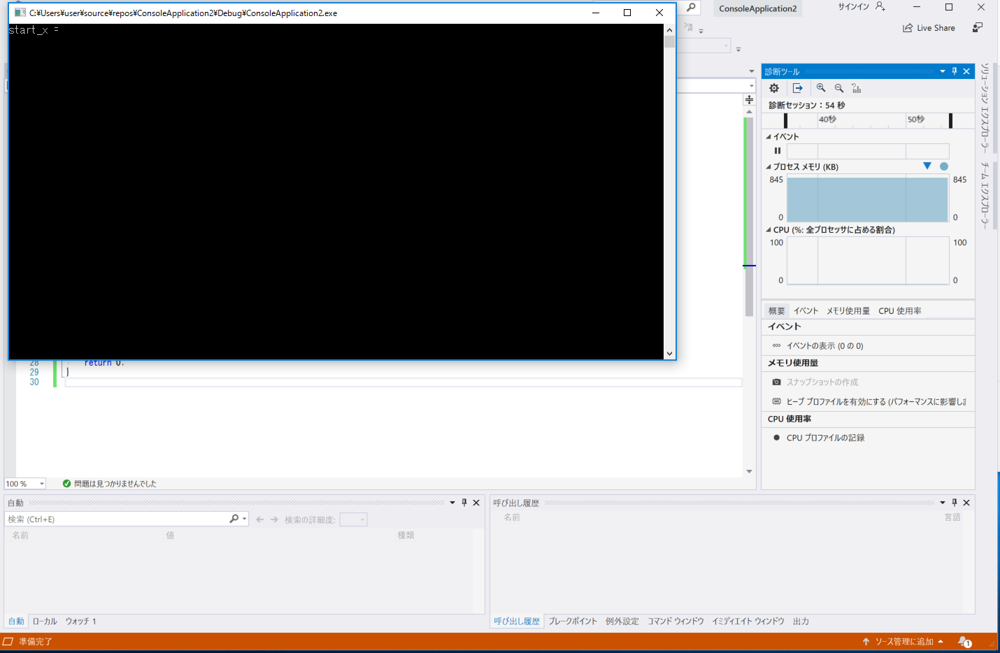 C:¥Users¥user¥source¥repos¥ConsoleApplication2¥Debug¥ConsoleApplication2.exe
start_x =
ConsoleApplication2
サインイン
Live Share
28
return 0;
29
}
30
100 %
問題は見つかりませんでした
診断ツール
診断セッション：54 秒
40秒
50秒
イベント
プロセス メモリ (KB)
845
845
0
0
CPU (%: 全プロセッサに占める割合)
100
100
0
0
概要 イベント メモリ使用量 CPU 使用率
イベント
イベントの表示 (0 の 0)
メモリ使用量
スナップショットの作成
ヒープ プロファイルを有効にする (パフォーマンスに影響しま
CPU 使用率
CPU プロファイルの記録
ソリューション エクスプローラー
チーム エクスプローラー
自動
検索 (Ctrl+E)
検索の詳細度:
名前
値
種類
自動 ローカル ウォッチ 1
呼び出し履歴
名前
言語
呼び出し履歴 ブレークポイント 例外設定 コマンド ウィンドウ イミディエイト ウィンドウ 出力
準備完了
ソース管理に追加
1